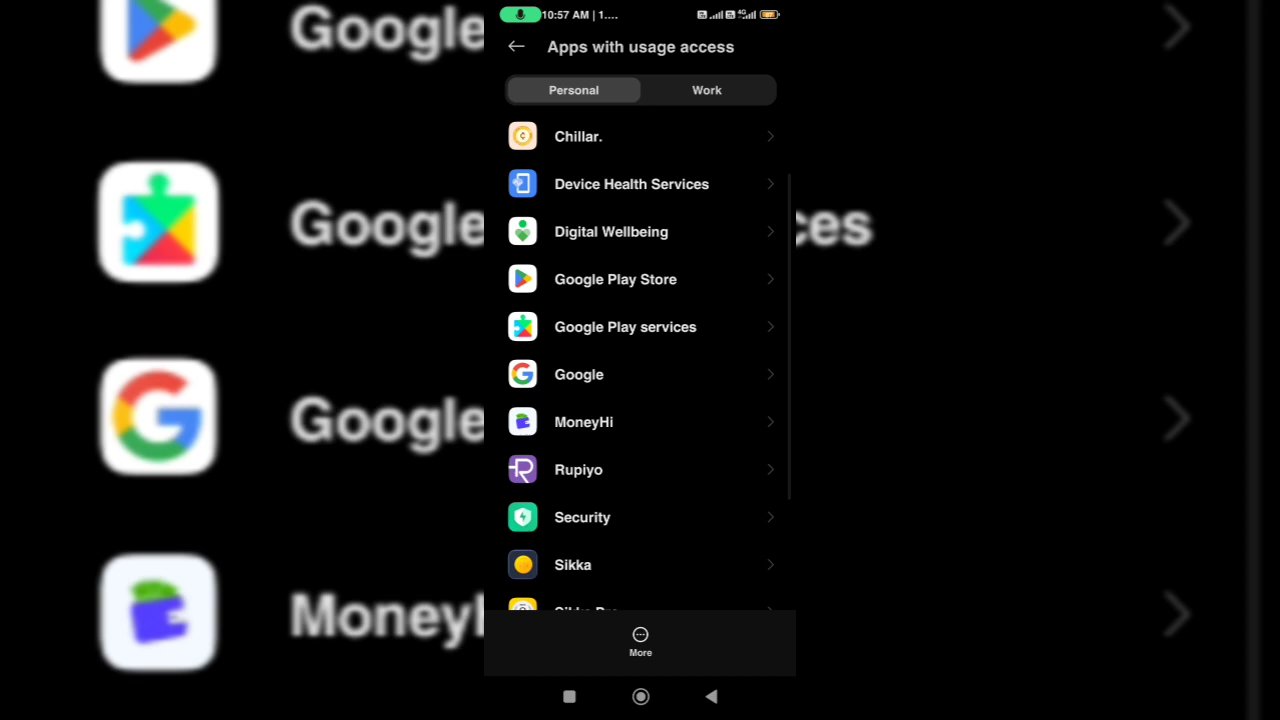 10:57 AM | 1....
Apps with usage access
Personal
Work
Chillar.
Device Health Services
Digital Wellbeing
Google Play Store
Google Play services
Google
MoneyHi
Rupiyo
Security
Sikka
More
Google
Google
ces
Google
Money